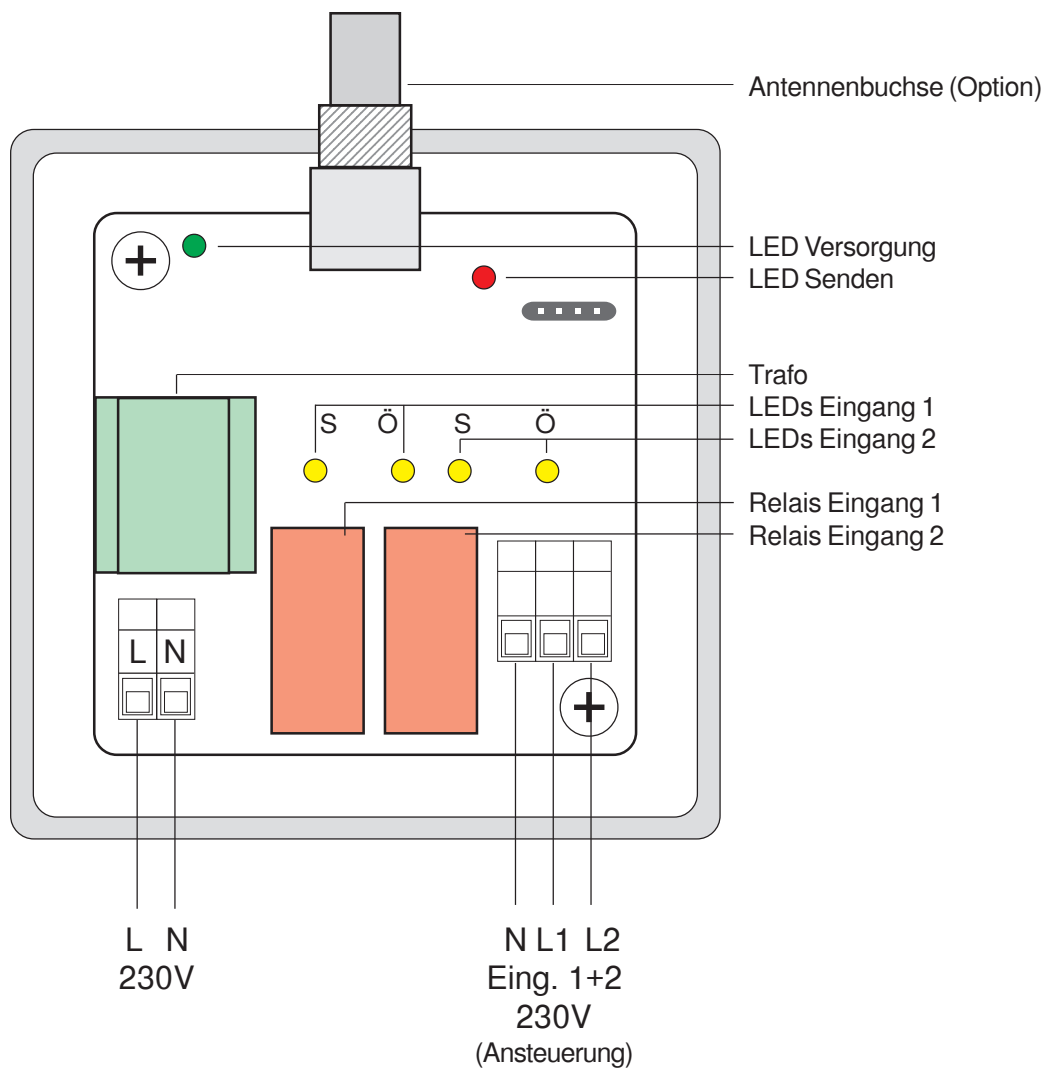 Antennenbuchse (Option)
LED Versorgung
LED Senden
Trafo
LEDs Eingang 1
S Ö S Ö
LEDs Eingang 2
Relais Eingang 1
Relais Eingang 2
L N
L N
230V
N L1 L2
Eing. 1+2
230V
(Ansteuerung)